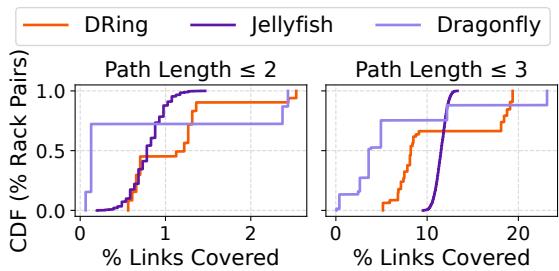 DRing Jellyfish Dragonfly
Path Length ≤ 2 Path Length ≤ 3
CDF (% Rack Pairs)
1.0
0.5
0.0
0 1 2 0 10 20
% Links Covered % Links Covered